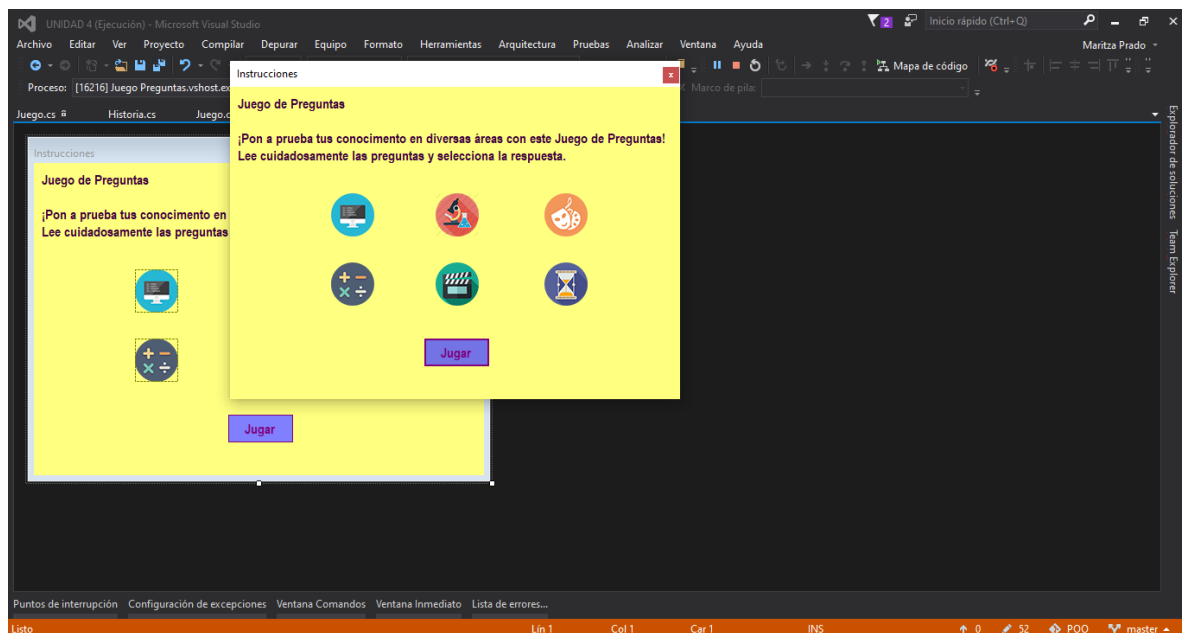 UNIDAD 4 (Ejecución) - Microsoft Visual Studio
2
Inicio rápido (Ctrl+Q)
Archivo Editar Ver Proyecto Compilar Depurar Equipo Formato Herramientas Arquitectura Pruebas Analizar Ventana Ayuda
Maritza Prado
Mapa de código
Proceso: [16216] Juego Preguntas.vshost.ex
Marco de pila:
Juego.cs Historia.cs Juego.c
Explorador de soluciones
Team Explorer
Instrucciones
Juego de Preguntas
¡Pon a prueba tus conocimento en
Lee cuidadosamente las preguntas
Jugar
Instrucciones
x
Juego de Preguntas
¡Pon a prueba tus conocimento en diversas áreas con este Juego de Preguntas!
Lee cuidadosamente las preguntas y selecciona la respuesta.
Jugar
Puntos de interrupción Configuración de excepciones Ventana Comandos Ventana Inmediato Lista de errores...
Listo Lín 1 Col 1 Car 1 INS 0 52 POO master